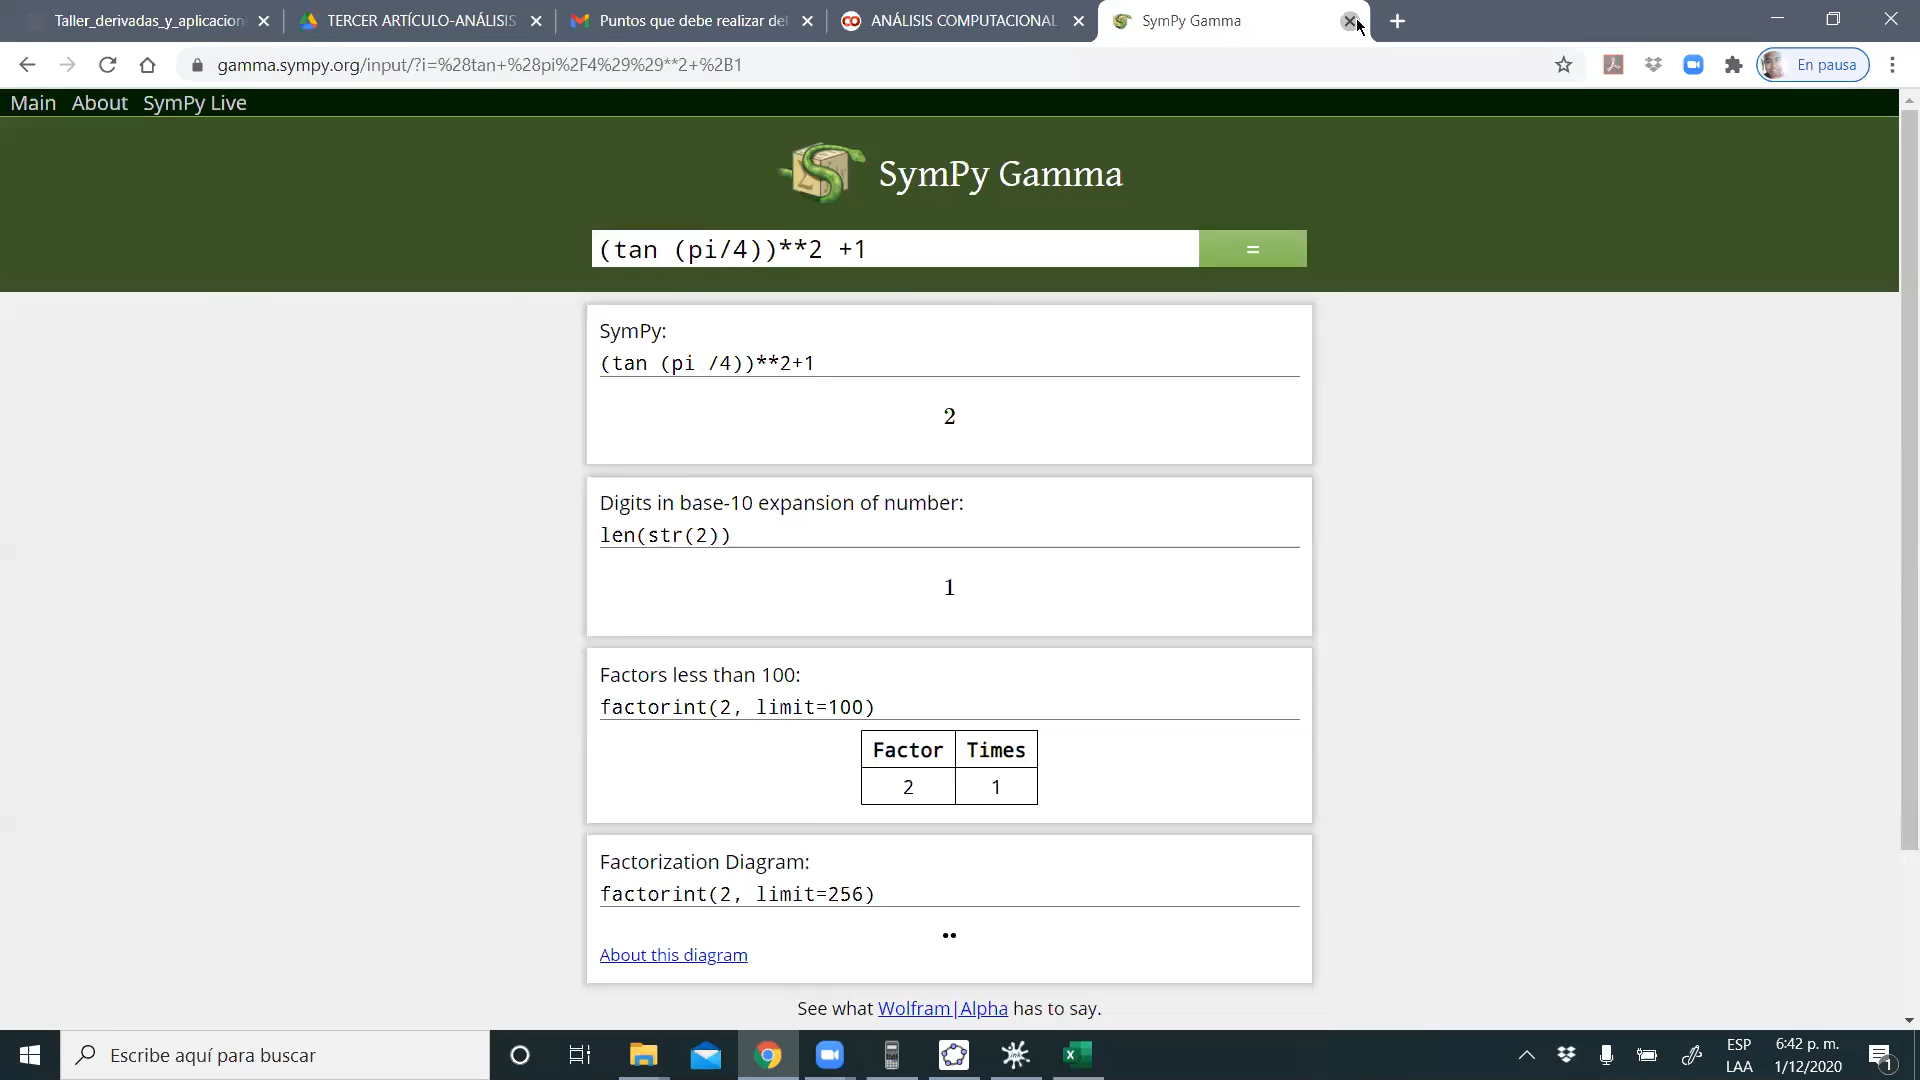 Taller_derivadas_y_aplicacion
TERCER ARTÍCULO-ANÁLISIS
Puntos que debe realizar del
ANÁLISIS COMPUTACIONAL
SymPy Gamma
gamma.sympy.org/input/?i=%28tan+%28pi%2F4%29%29**2+%2B1
En pausa
Main About SymPy Live
SymPy Gamma
(tan (pi/4))**2 +1
=
SymPy:
(tan (pi /4))**2+1
2
Digits in base-10 expansion of number:
len(str(2))
1
Factors less than 100:
factorint(2, limit=100)
Factor Times
2 1
Factorization Diagram:
factorint(2, limit=256)
About this diagram
See what Wolfram|Alpha has to say.
Escribe aquí para buscar
ESP
LAA
6:42 p. m.
1/12/2020
1